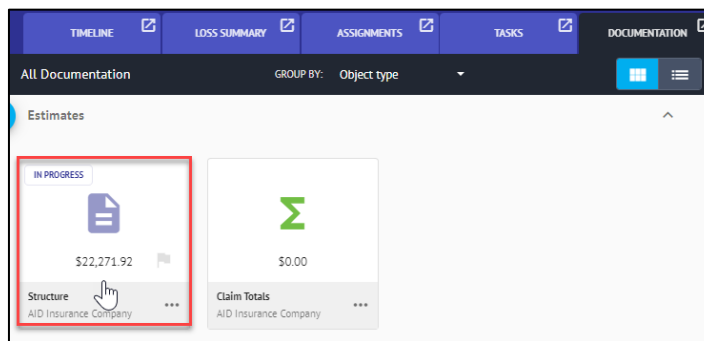 TIMELINE LOSS SUMMARY ASSIGNMENTS TASKS DOCUMENTATION
All Documentation GROUP BY: Object type
Estimates
IN PROGRESS
$22,271.92 $0.00
Structure Claim Totals
AID Insurance Company AID Insurance Company